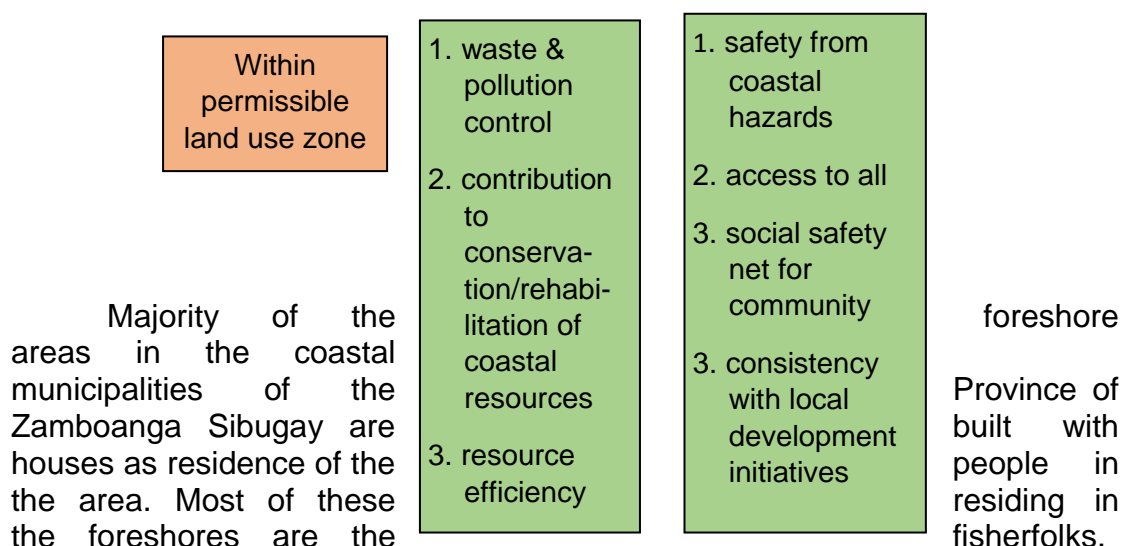 Within
permissible
land use zone
1. waste &
pollution
control
2. contribution
to
conserva-
tion/rehabi-
litation of
coastal
resources
3. resource
efficiency
1. safety from
coastal
hazards
2. access to all
3. social safety
net for
community
3. consistency
with local
development
initiatives
Majority of the foreshore
areas in the coastal
municipalities of the Province of
Zamboanga Sibugay are built with
houses as residence of the people in
the area. Most of these residing in
the foreshores are the fisherfolks.